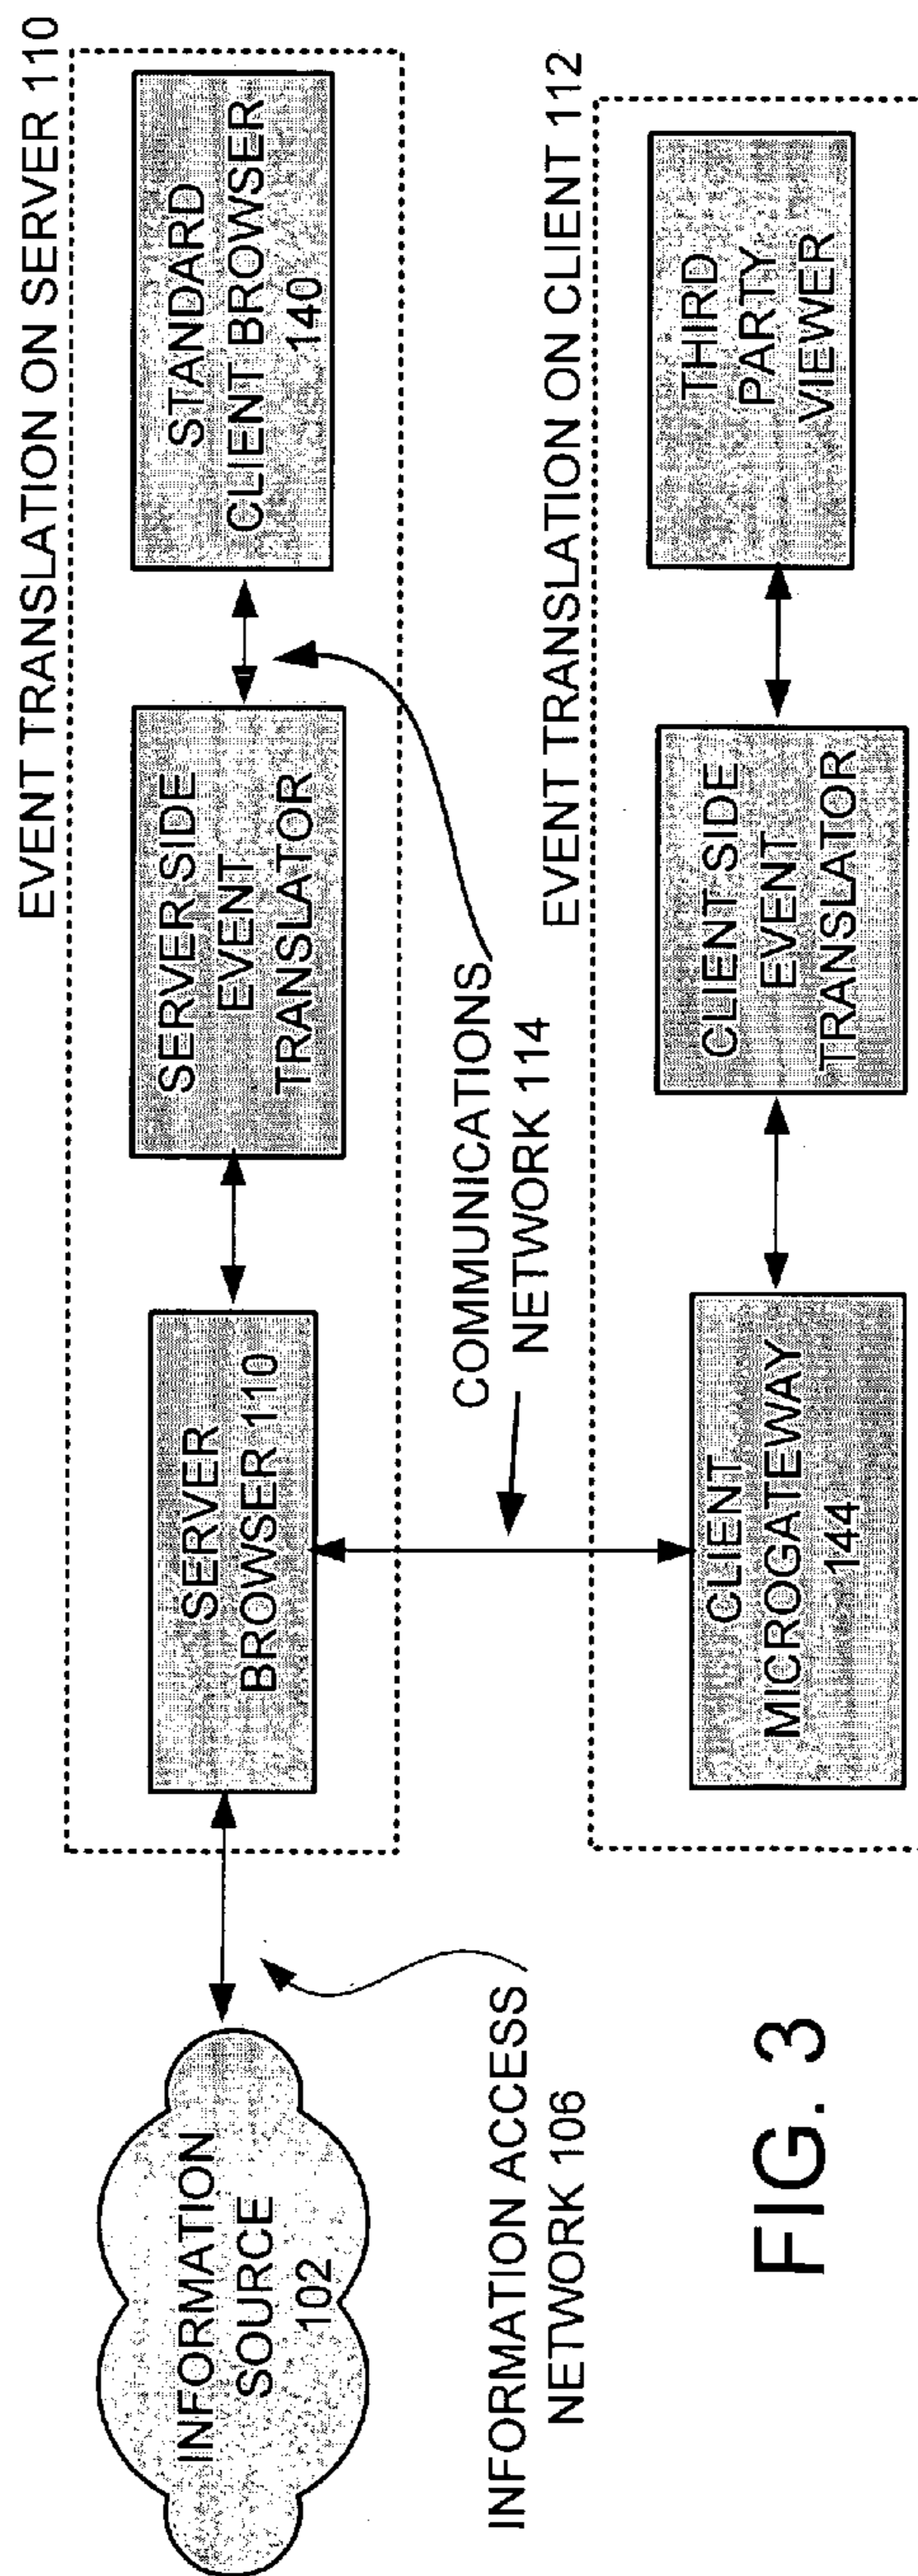 EVENT TRANSLATION ON SERVER 110
INFORMATION
SOURCE
102
SERVER
BROWSER 110
SERVER SIDE
EVENT
TRANSLATOR
STANDARD
CLIENT BROWSER
140
INFORMATION ACCESS
NETWORK 106
COMMUNICATIONS
NETWORK 114
EVENT TRANSLATION ON CLIENT 112
CLIENT
MICROGATEWAY
144
CLIENT SIDE
EVENT
TRANSLATOR
THIRD
PARTY
VIEWER
FIG. 3